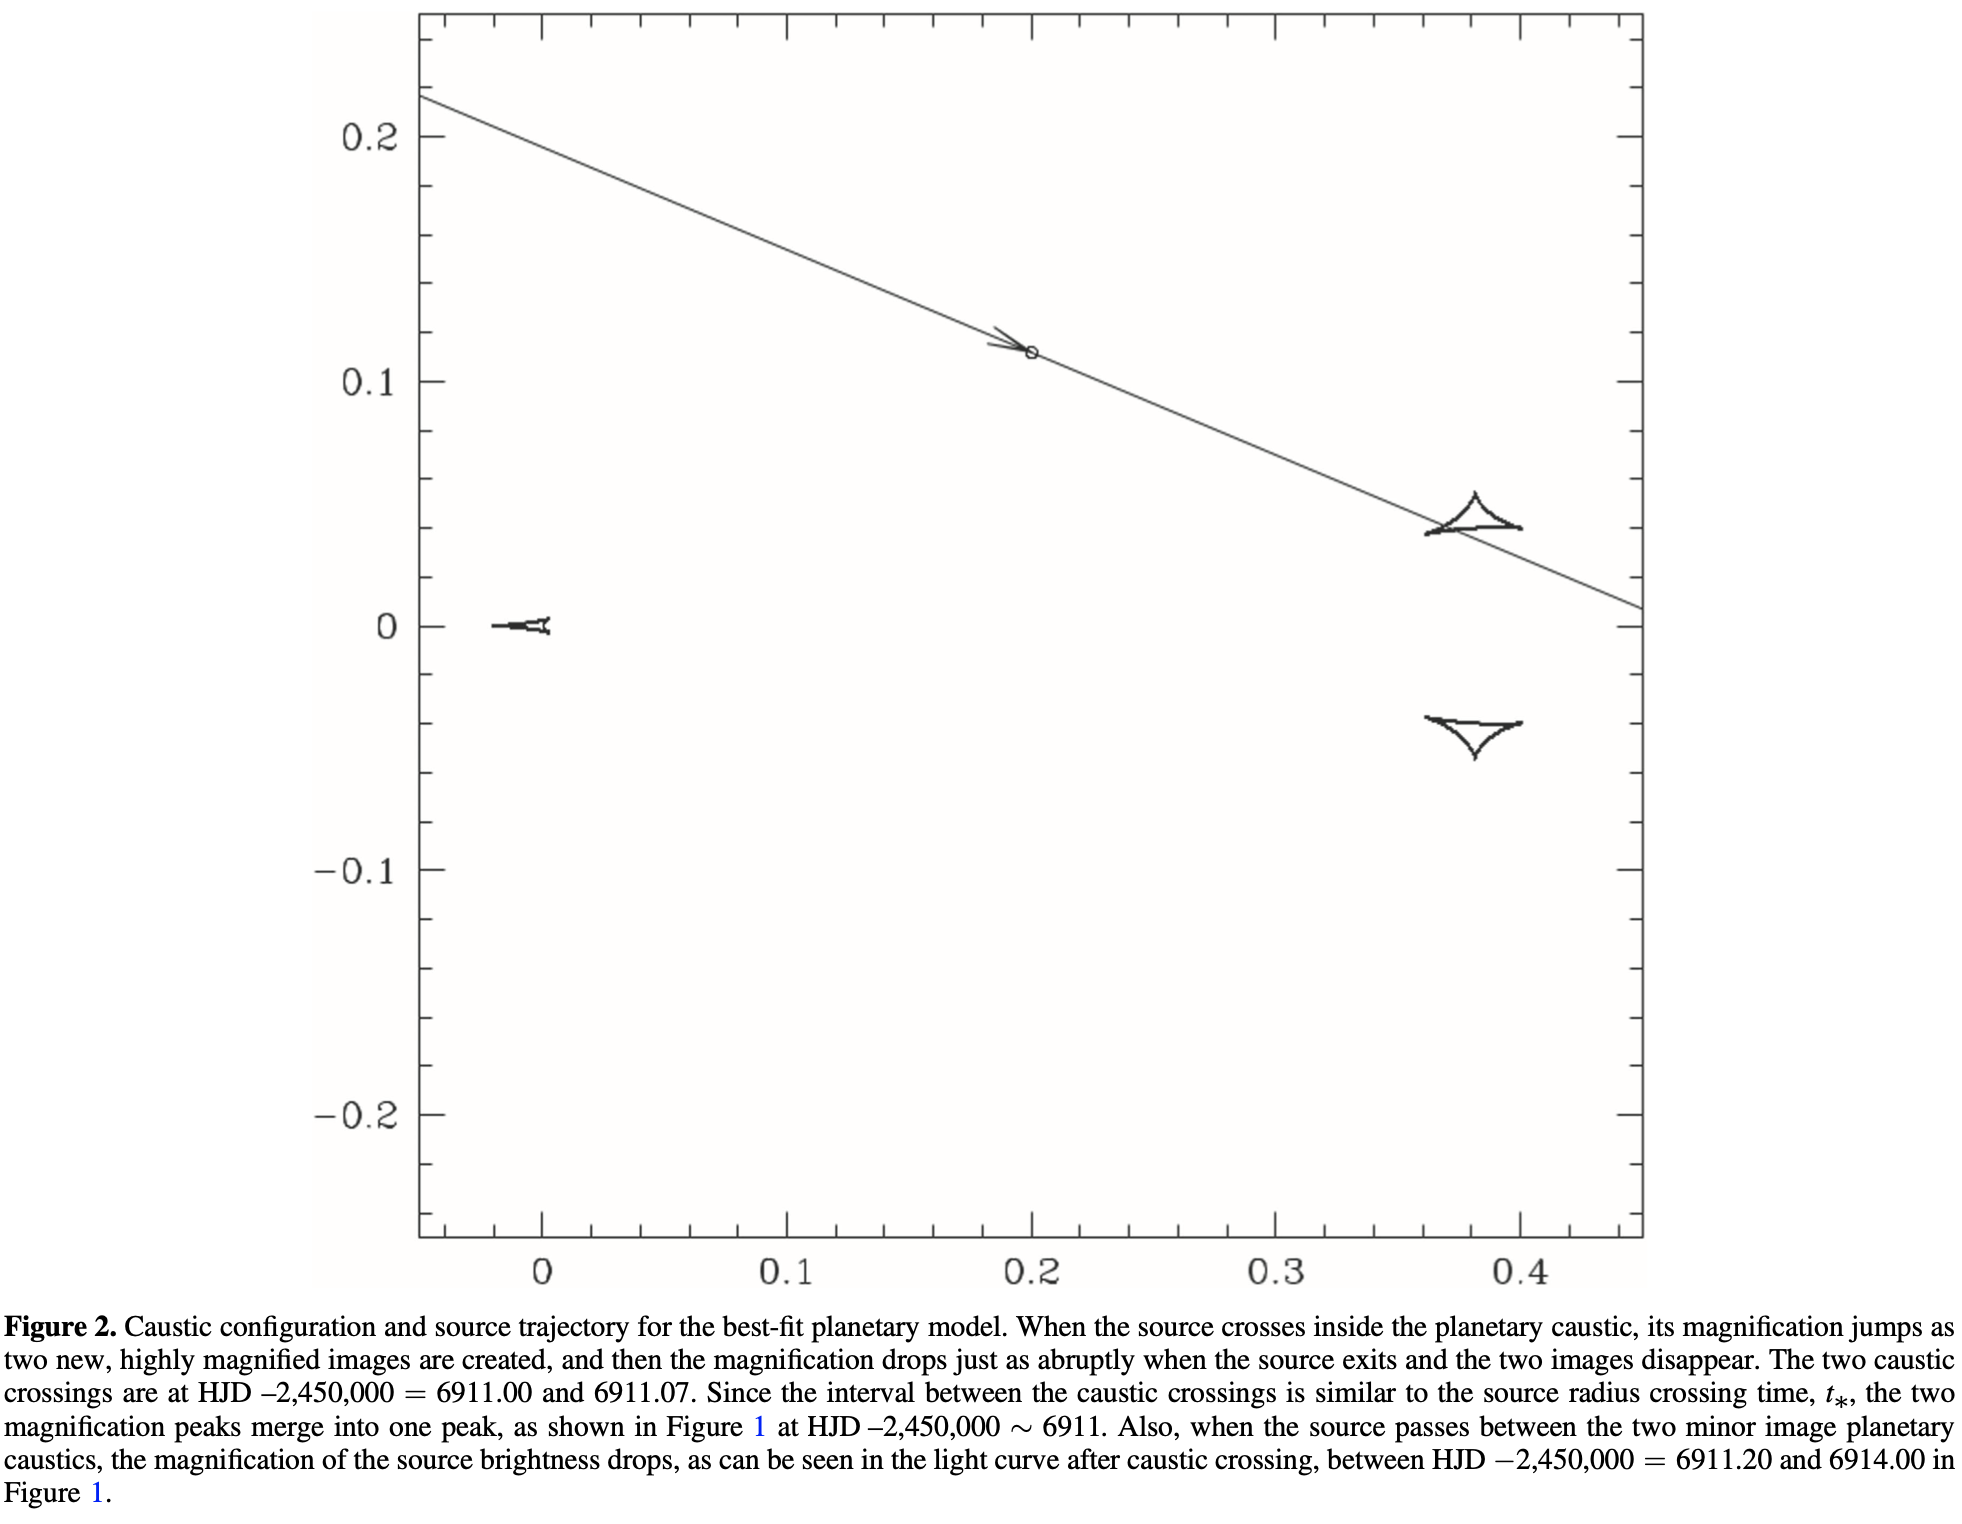 0.2
0.1
0
−0.1
−0.2
0 0.1 0.2 0.3 0.4
Figure 2. Caustic configuration and source trajectory for the best-fit planetary model. When the source crosses inside the planetary caustic, its magnification jumps as
two new, highly magnified images are created, and then the magnification drops just as abruptly when the source exits and the two images disappear. The two caustic
crossings are at HJD –2,450,000 = 6911.00 and 6911.07. Since the interval between the caustic crossings is similar to the source radius crossing time, t*, the two
magnification peaks merge into one peak, as shown in Figure 1 at HJD –2,450,000 ∼ 6911. Also, when the source passes between the two minor image planetary
caustics, the magnification of the source brightness drops, as can be seen in the light curve after caustic crossing, between HJD −2,450,000 = 6911.20 and 6914.00 in
Figure 1.